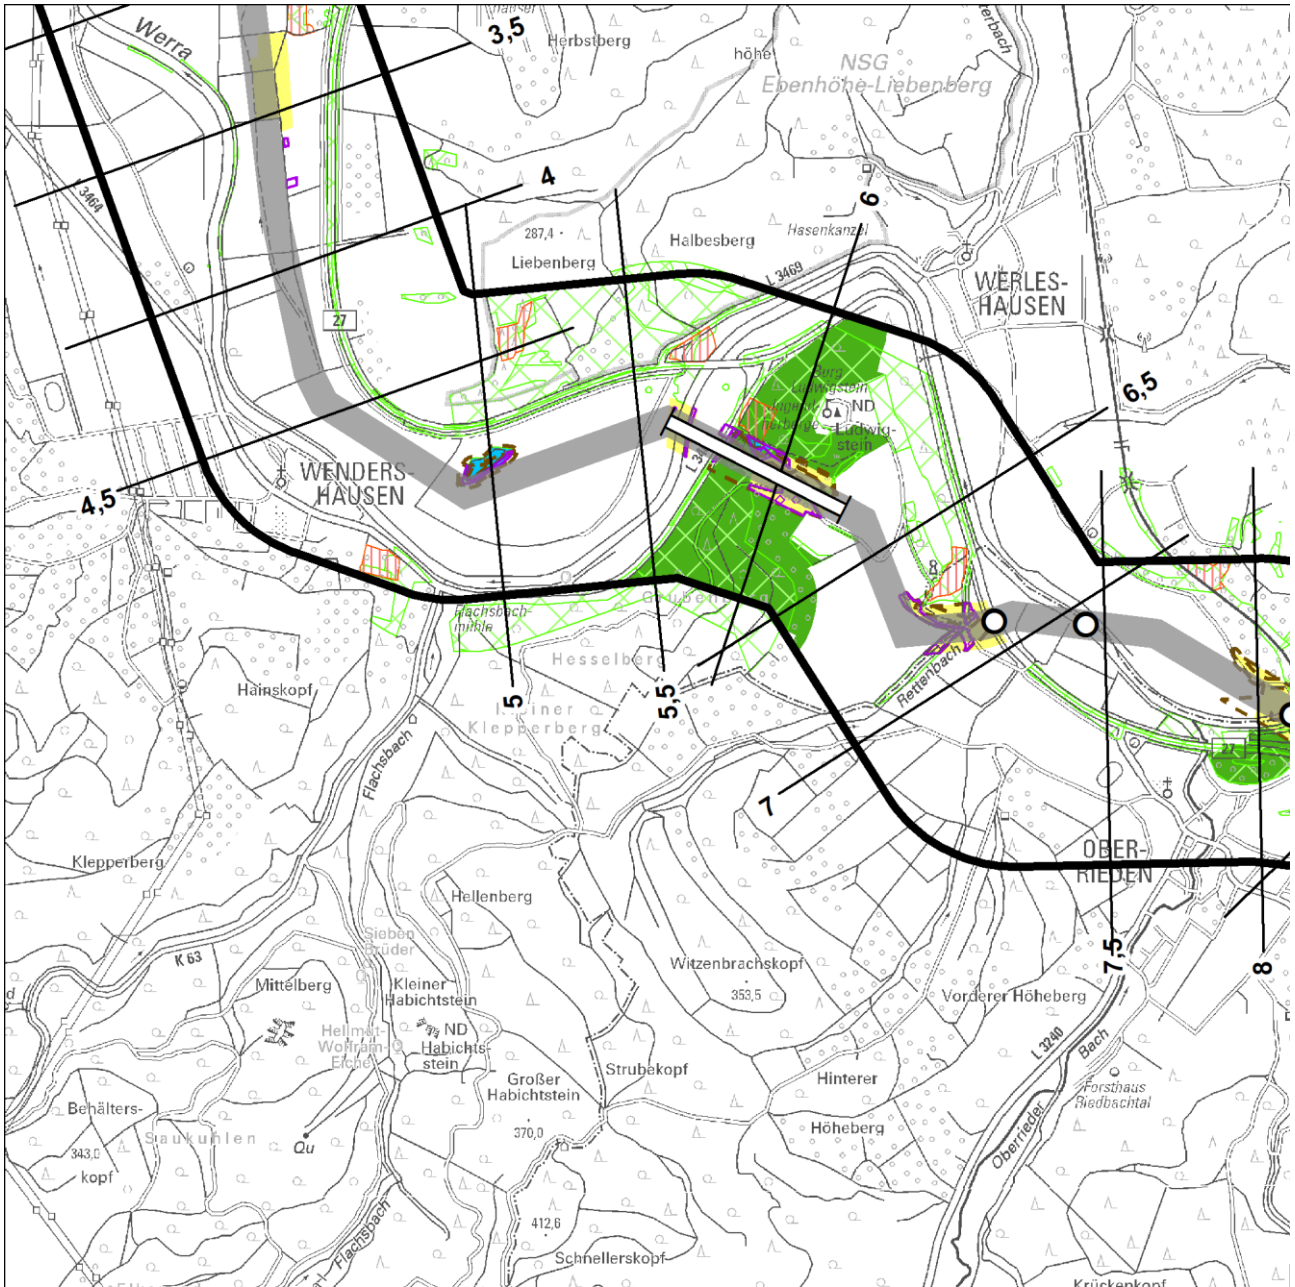 3,5
Herbstberg
höhe
NSG
Ebenhöhe-Liebenberg
Werra
L 3464
4
6
287,4
Liebenberg
Halbesberg
Hasenkanzel
L 3469
WERLES-
HAUSEN
27
Burg
Ludwigstein
ND
Ludwig-
stein
6,5
WENDERS-
HAUSEN
4,5
Flachsbach-
mühle
Hesselberg
5
5,5
Kleiner
Klepperberg
Hainskopf
Flachsbach
Rettenbach
27
7
OBER-
RIEDEN
Klepperberg
Hellenberg
Sieben
Brüder
K 63
7,5
8
Witzenbrachskopf
353,5
Vorderer Höheberg
Mittelberg
Kleiner
Habichtstein
ND
Habichts-
stein
Hellmut-
Wolfram-
Eiche
L 3240
Bach
Strubekopf
Großer
Habichtstein
Hinterer
Höheberg
Forsthaus
Riedbachtal
Behälters-
kopf
343,0
Saukuhlen
Qu
370,0
Oberrieder
412,6
Flachsbach
Schnellerskopf
Krückenkopf